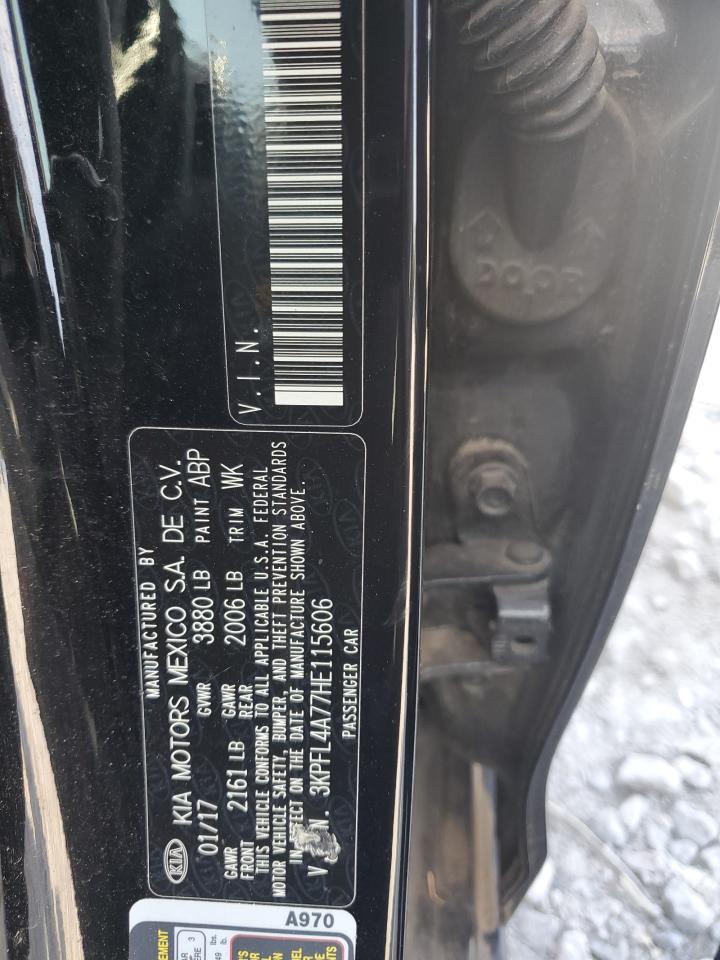 V.I.N.
MANUFACTURED BY
KIA KIA MOTORS MEXICO S.A. DE C.V.
01/17 GVWR 3880 LB PAINT ABP
GAWR FRONT 2161 LB GAWR REAR 2006 LB TRIM WK
THIS VEHICLE CONFORMS TO ALL APPLICABLE U.S.A. FEDERAL
MOTOR VEHICLE SAFETY, BUMPER, AND THEFT PREVENTION STANDARDS
IN EFFECT ON THE DATE OF MANUFACTURE SHOWN ABOVE.
V N. 3KPFL4A77HE115606
PASSENGER CAR
A970
DOOR